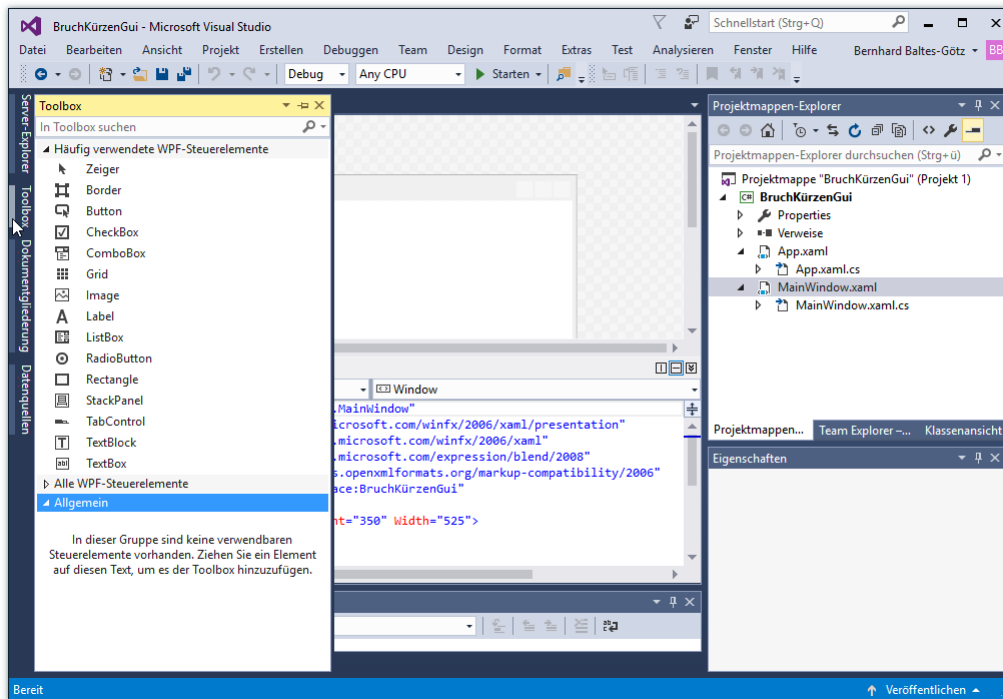 BruchKürzenGui - Microsoft Visual Studio
Schnellstart (Strg+Q)
Datei Bearbeiten Ansicht Projekt Erstellen Debuggen Team Design Format Extras Test Analysieren Fenster Hilfe Bernhard Baltes-Götz BB
Debug Any CPU Starten
Server-Explorer
Toolbox
Dokumentgliederung
Datenquellen
Toolbox
In Toolbox suchen
Häufig verwendete WPF-Steuerelemente
Zeiger
Border
Button
CheckBox
ComboBox
Grid
Image
Label
ListBox
RadioButton
Rectangle
StackPanel
TabControl
TextBlock
TextBox
Alle WPF-Steuerelemente
Allgemein
In dieser Gruppe sind keine verwendbaren
Steuerelemente vorhanden. Ziehen Sie ein Element
auf diesen Text, um es der Toolbox hinzuzufügen.
Window
.MainWindow"
icrosoft.com/winfx/2006/xaml/presentation"
.microsoft.com/winfx/2006/xaml"
.microsoft.com/expression/blend/2008"
s.openxmlformats.org/markup-compatibility/2006"
ace:BruchKürzenGui"
ht="350" Width="525">
Projektmappen-Explorer
Projektmappen-Explorer durchsuchen (Strg+ü)
Projektmappe "BruchKürzenGui" (Projekt 1)
BruchKürzenGui
Properties
Verweise
App.xaml
App.xaml.cs
MainWindow.xaml
MainWindow.xaml.cs
Projektmappen... Team Explorer –... Klassenansicht
Eigenschaften
Bereit
Veröffentlichen